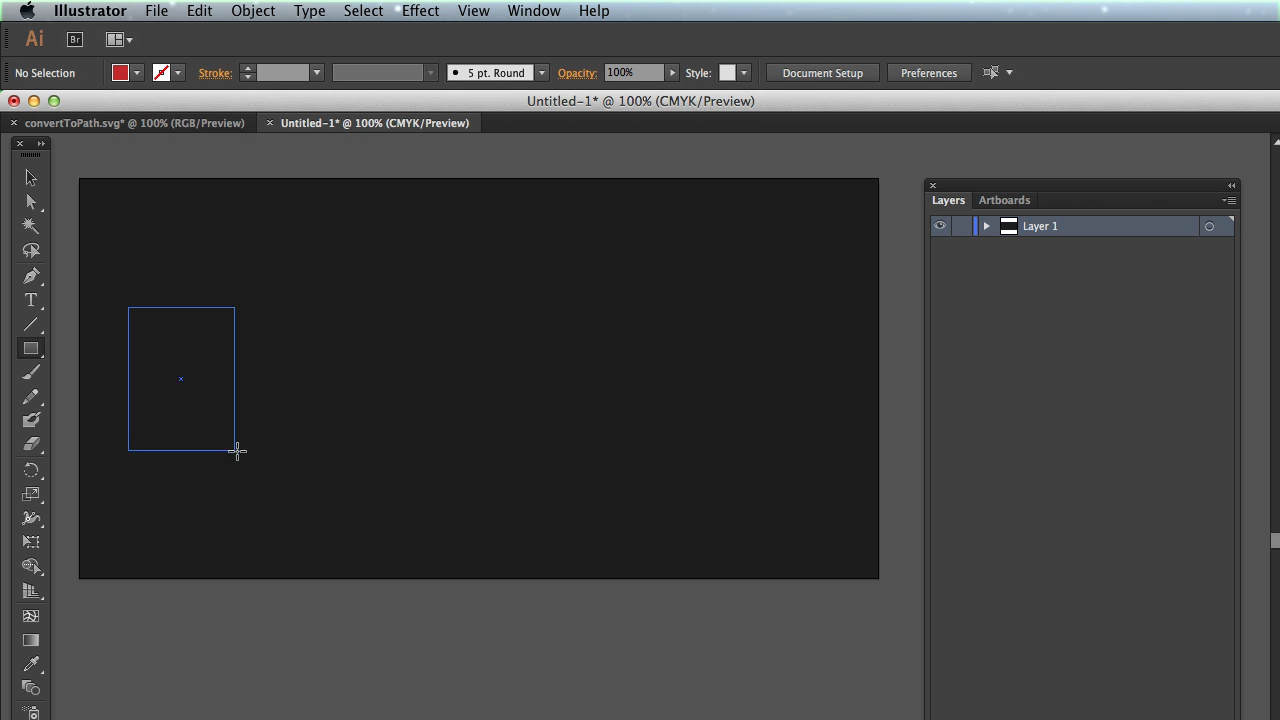 Illustrator File Edit Object Type Select Effect View Window Help
Ai Br
No Selection Stroke: 5 pt. Round Opacity: 100% Style: Document Setup Preferences
Untitled-1* @ 100% (CMYK/Preview)
convertToPath.svg* @ 100% (RGB/Preview) Untitled-1* @ 100% (CMYK/Preview)
Layers Artboards
Layer 1
T